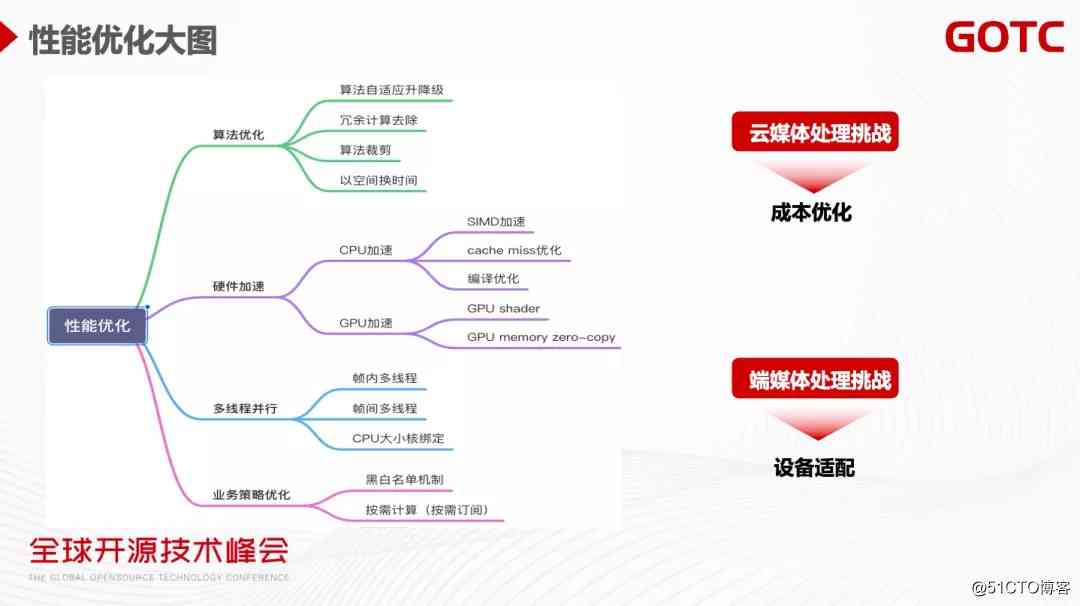 性能优化大图
GOTC
性能优化
算法优化
算法自适应升降级
冗余计算去除
算法裁剪
以空间换时间
硬件加速
CPU加速
SIMD加速
cache miss优化
编译优化
GPU加速
GPU shader
GPU memory zero-copy
多线程并行
帧内多线程
帧间多线程
CPU大小核绑定
业务策略优化
黑白名单机制
按需计算（按需订阅）
云媒体处理挑战
成本优化
端媒体处理挑战
设备适配
全球开源技术峰会
THE GLOBAL OPENSOURCE TECHNOLOGY CONFERENCE
@51CTO博客